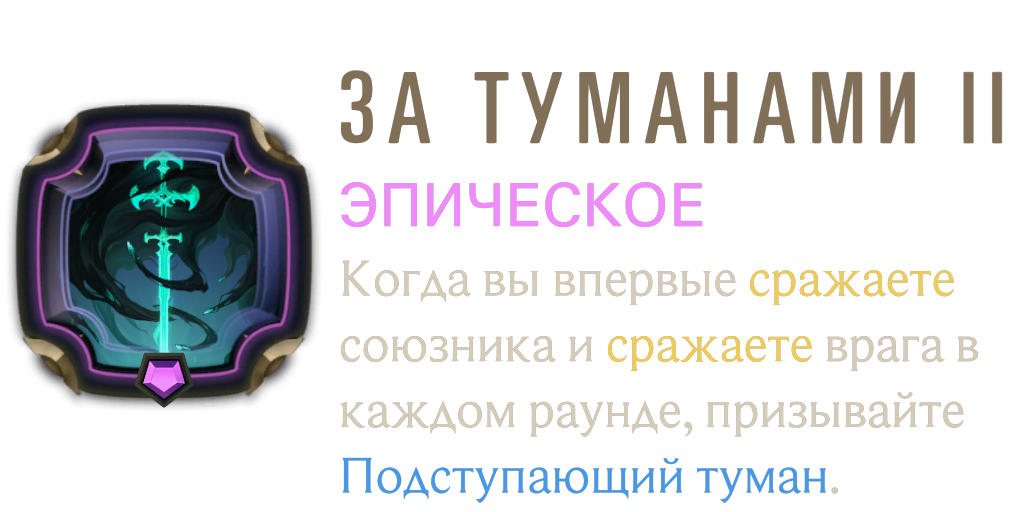 ЗА ТУМАНАМИ II
ЭПИЧЕСКОЕ
Когда вы впервые сражаете
союзника и сражаете врага в
каждом раунде, призывайте
Подступающий туман.